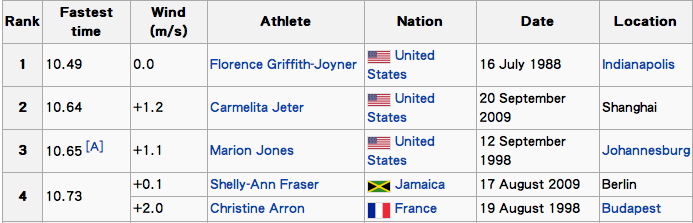 Rank Fastest time Wind (m/s) Athlete Nation Date Location
1 10.49 0.0 Florence Griffith-Joyner United States 16 July 1988 Indianapolis
2 10.64 +1.2 Carmelita Jeter United States 20 September 2009 Shanghai
3 10.65 [A] +1.1 Marion Jones United States 12 September 1998 Johannesburg
4 10.73 +0.1 Shelly-Ann Fraser Jamaica 17 August 2009 Berlin
+2.0 Christine Arron France 19 August 1998 Budapest